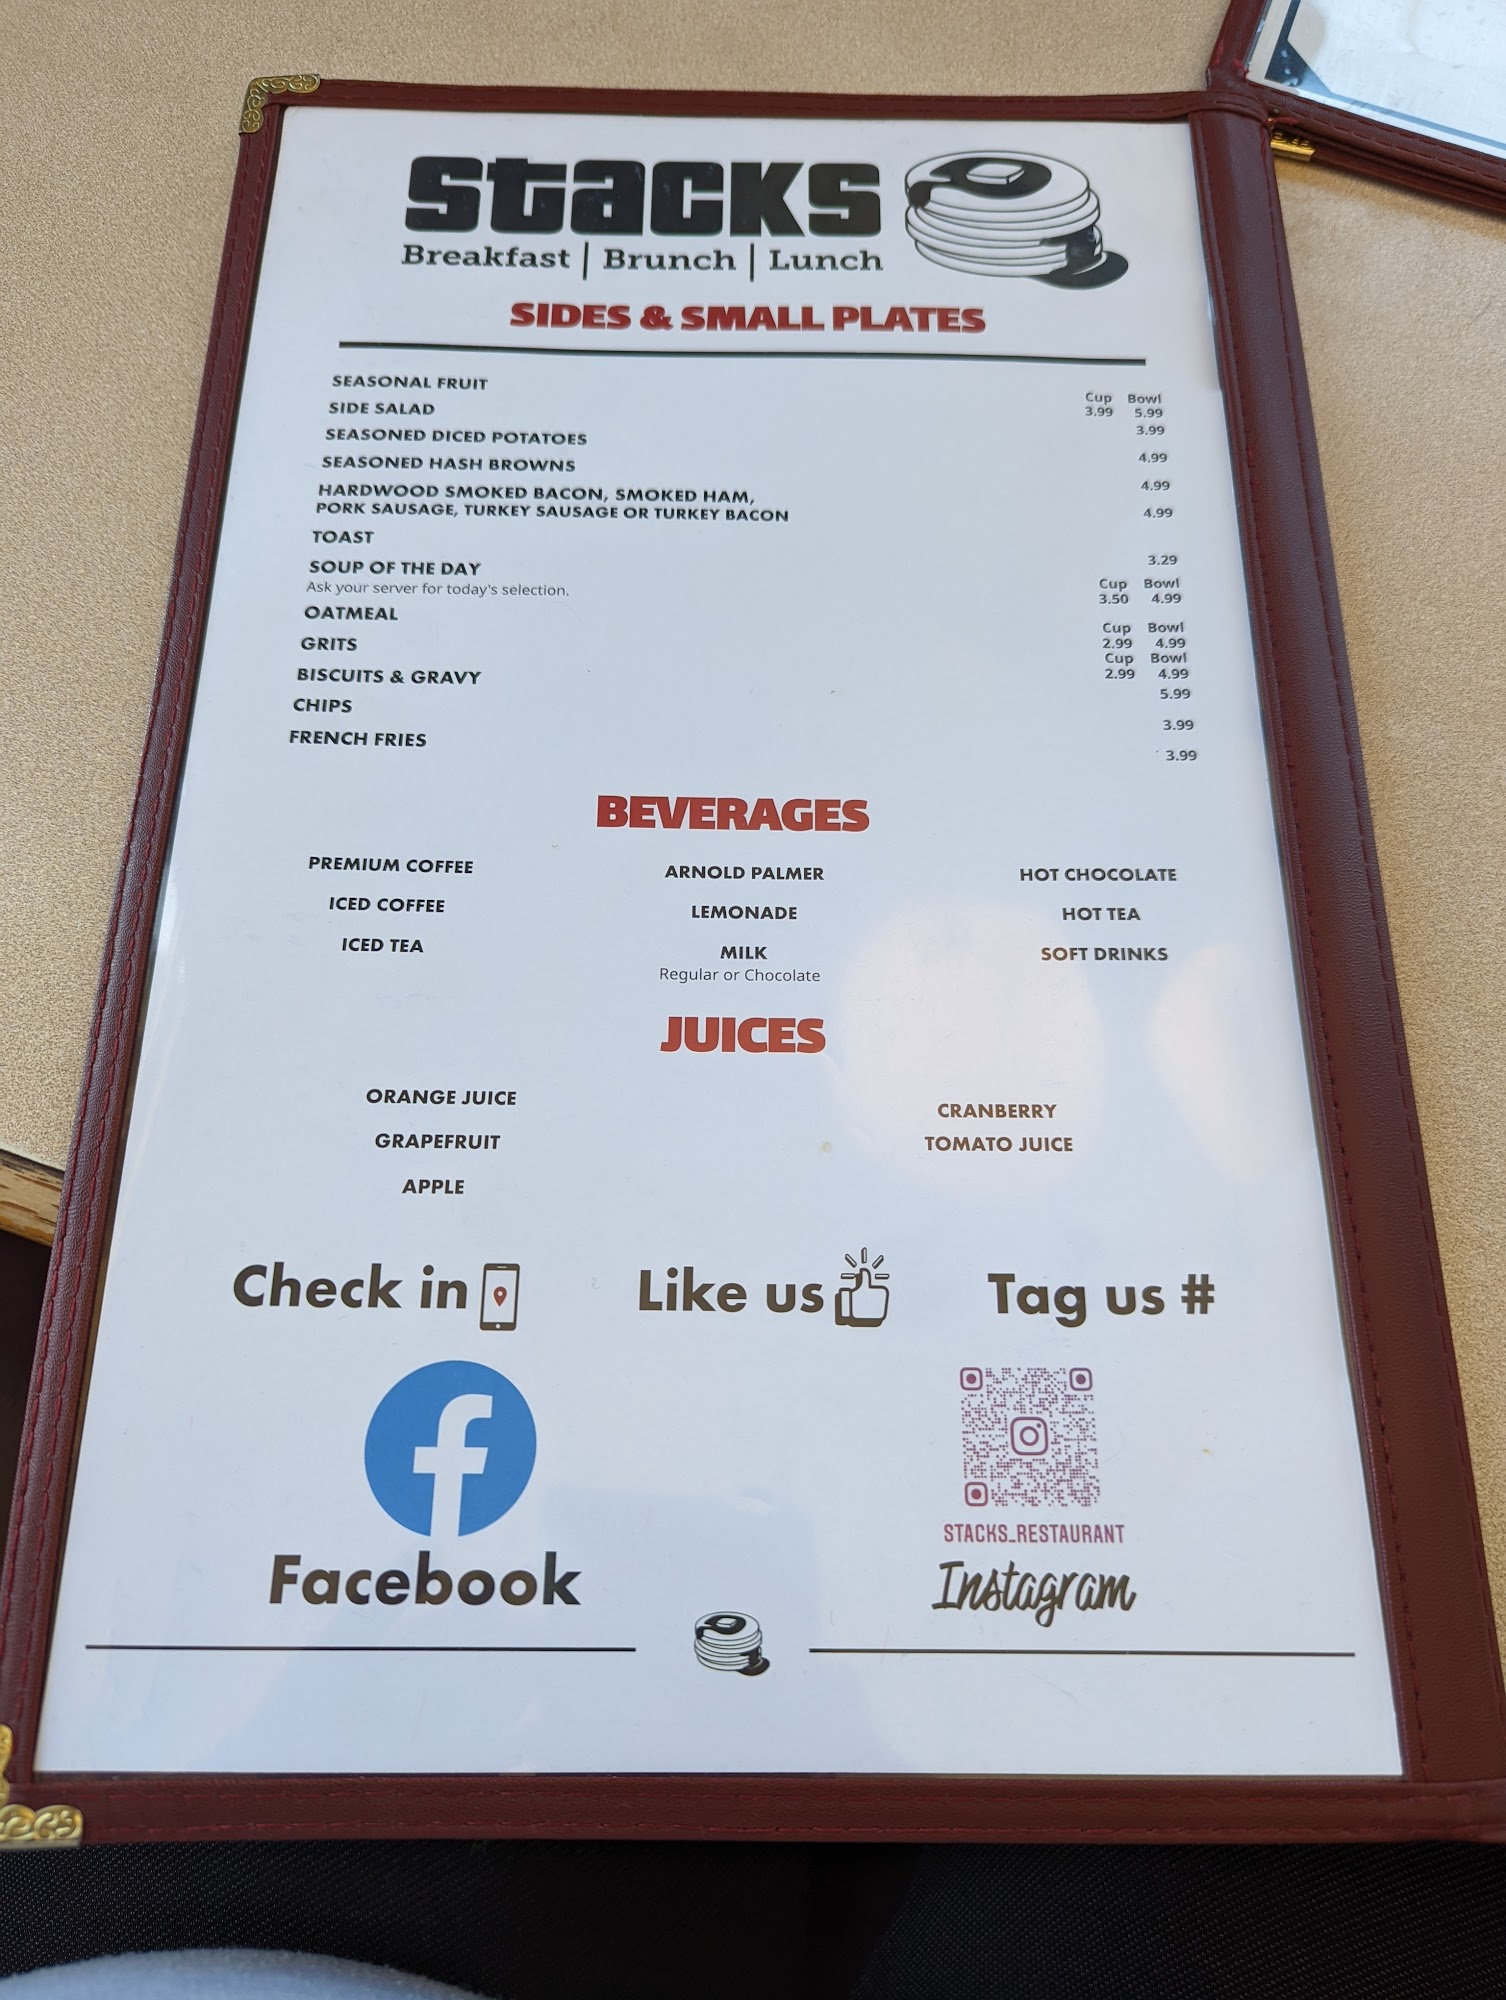 STACKS
Breakfast | Brunch | Lunch
SIDES & SMALL PLATES
SEASONAL FRUIT
Cup Bowl
3.99 5.99
SIDE SALAD
3.99
SEASONED DICED POTATOES
4.99
SEASONED HASH BROWNS
4.99
HARDWOOD SMOKED BACON, SMOKED HAM,
PORK SAUSAGE, TURKEY SAUSAGE OR TURKEY BACON
4.99
TOAST
3.29
SOUP OF THE DAY
Ask your server for today's selection.
Cup Bowl
3.50 4.99
OATMEAL
Cup Bowl
2.99 4.99
GRITS
Cup Bowl
2.99 4.99
BISCUITS & GRAVY
5.99
CHIPS
3.99
FRENCH FRIES
3.99
BEVERAGES
PREMIUM COFFEE
ICED COFFEE
ICED TEA
ARNOLD PALMER
LEMONADE
MILK
Regular or Chocolate
HOT CHOCOLATE
HOT TEA
SOFT DRINKS
JUICES
ORANGE JUICE
GRAPEFRUIT
APPLE
CRANBERRY
TOMATO JUICE
Check in
Like us
Tag us #
Facebook
STACKS_RESTAURANT
Instagram